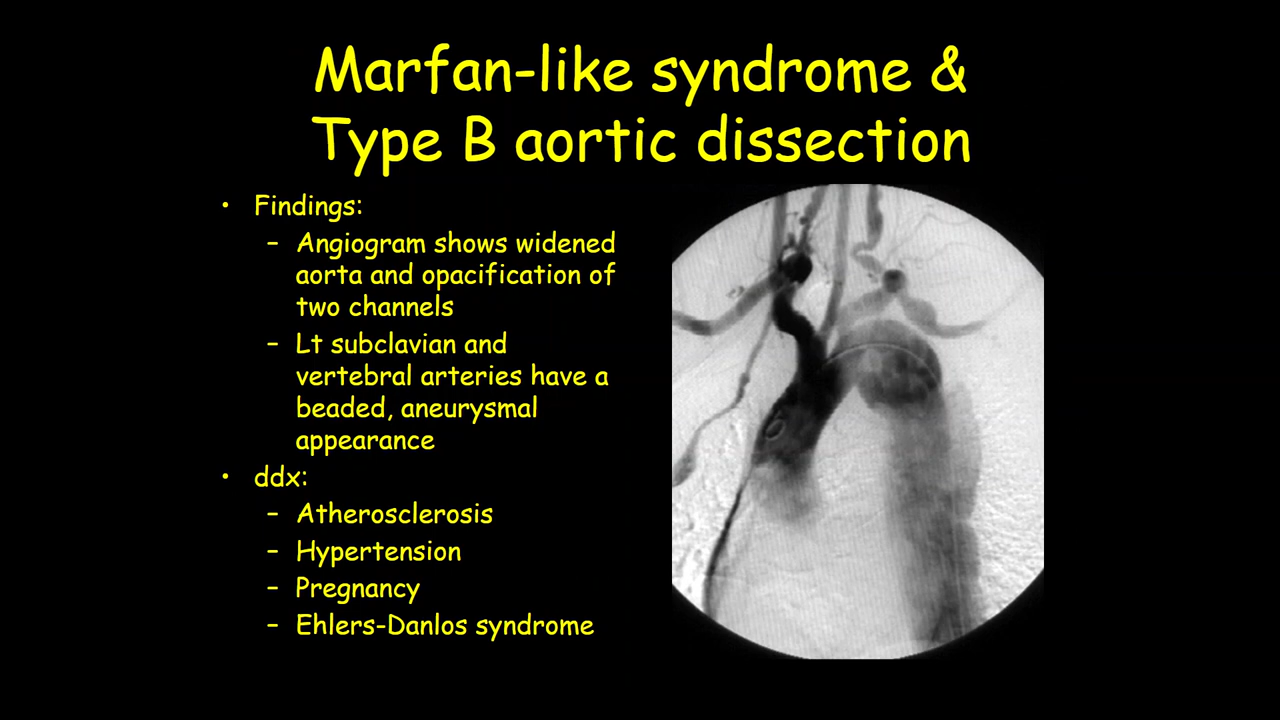 Marfan-like syndrome &
Type B aortic dissection
• Findings:
– Angiogram shows widened
aorta and opacification of
two channels
– Lt subclavian and
vertebral arteries have a
beaded, aneurysmal
appearance
• ddx:
– Atherosclerosis
– Hypertension
– Pregnancy
– Ehlers-Danlos syndrome